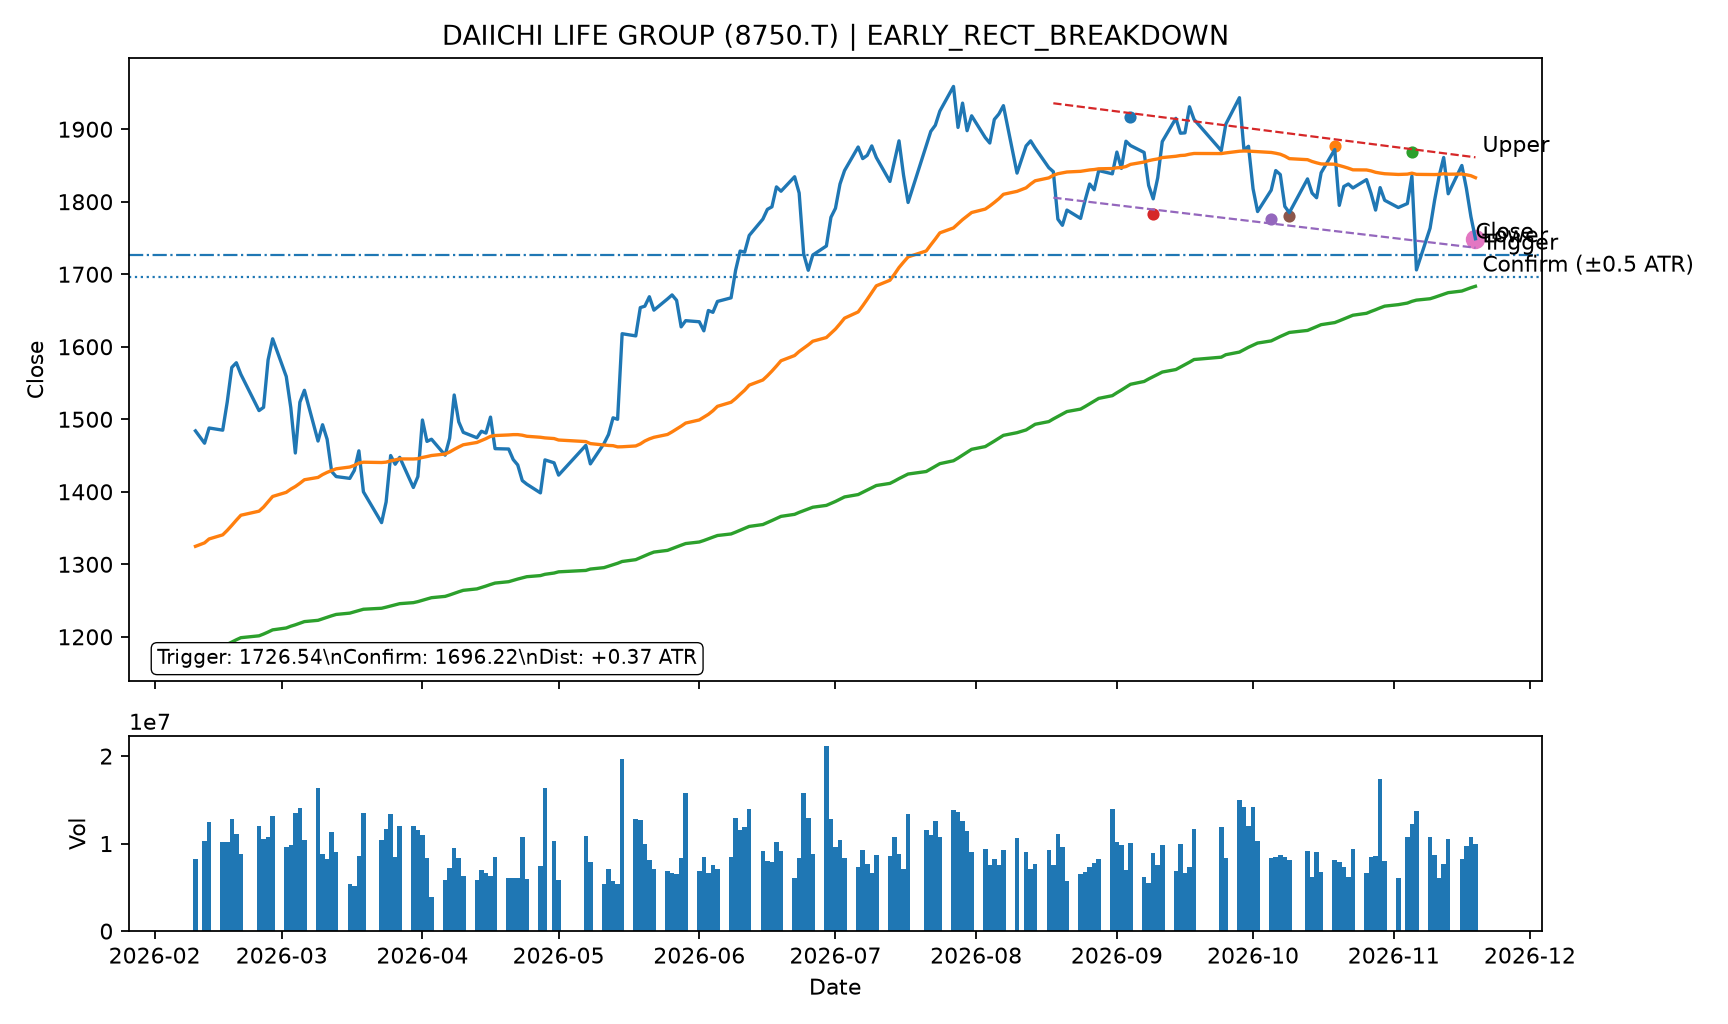 DAIICHI LIFE GROUP (8750.T) | EARLY_RECT_BREAKDOWN
Close
1900
1800
1700
1600
1500
1400
1300
1200
Upper
Close
Lower
Trigger
Confirm (±0.5 ATR)
Trigger: 1726.54\nConfirm: 1696.22\nDist: +0.37 ATR
1e7
Vol
2
1
0
2026-02 2026-03 2026-04 2026-05 2026-06 2026-07 2026-08 2026-09 2026-10 2026-11 2026-12
Date